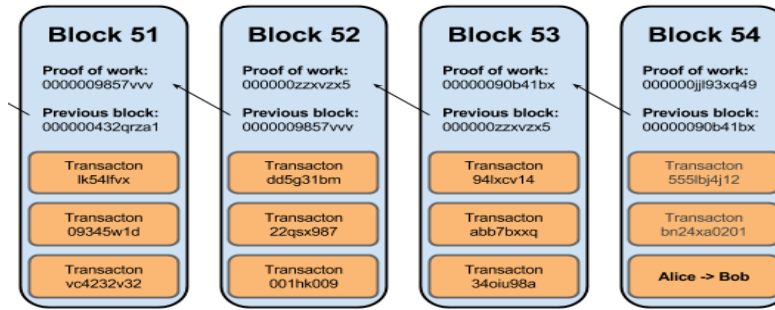 Block 51
Proof of work:
0000009857vvv
Previous block:
000000432qrza1
Transacton
lk54lfvx
Transacton
09345w1d
Transacton
vc4232v32
Block 52
Proof of work:
000000zzxvzx5
Previous block:
0000009857vvv
Transacton
dd5g31bm
Transacton
22qsx987
Transacton
001hk009
Block 53
Proof of work:
00000090b41bx
Previous block:
000000zzxvzx5
Transacton
94lxcv14
Transacton
abb7bxxq
Transacton
34oiu98a
Block 54
Proof of work:
000000jjl93xq49
Previous block:
00000090b41bx
Transacton
555lbj4j12
Transacton
bn24xa0201
Alice -> Bob